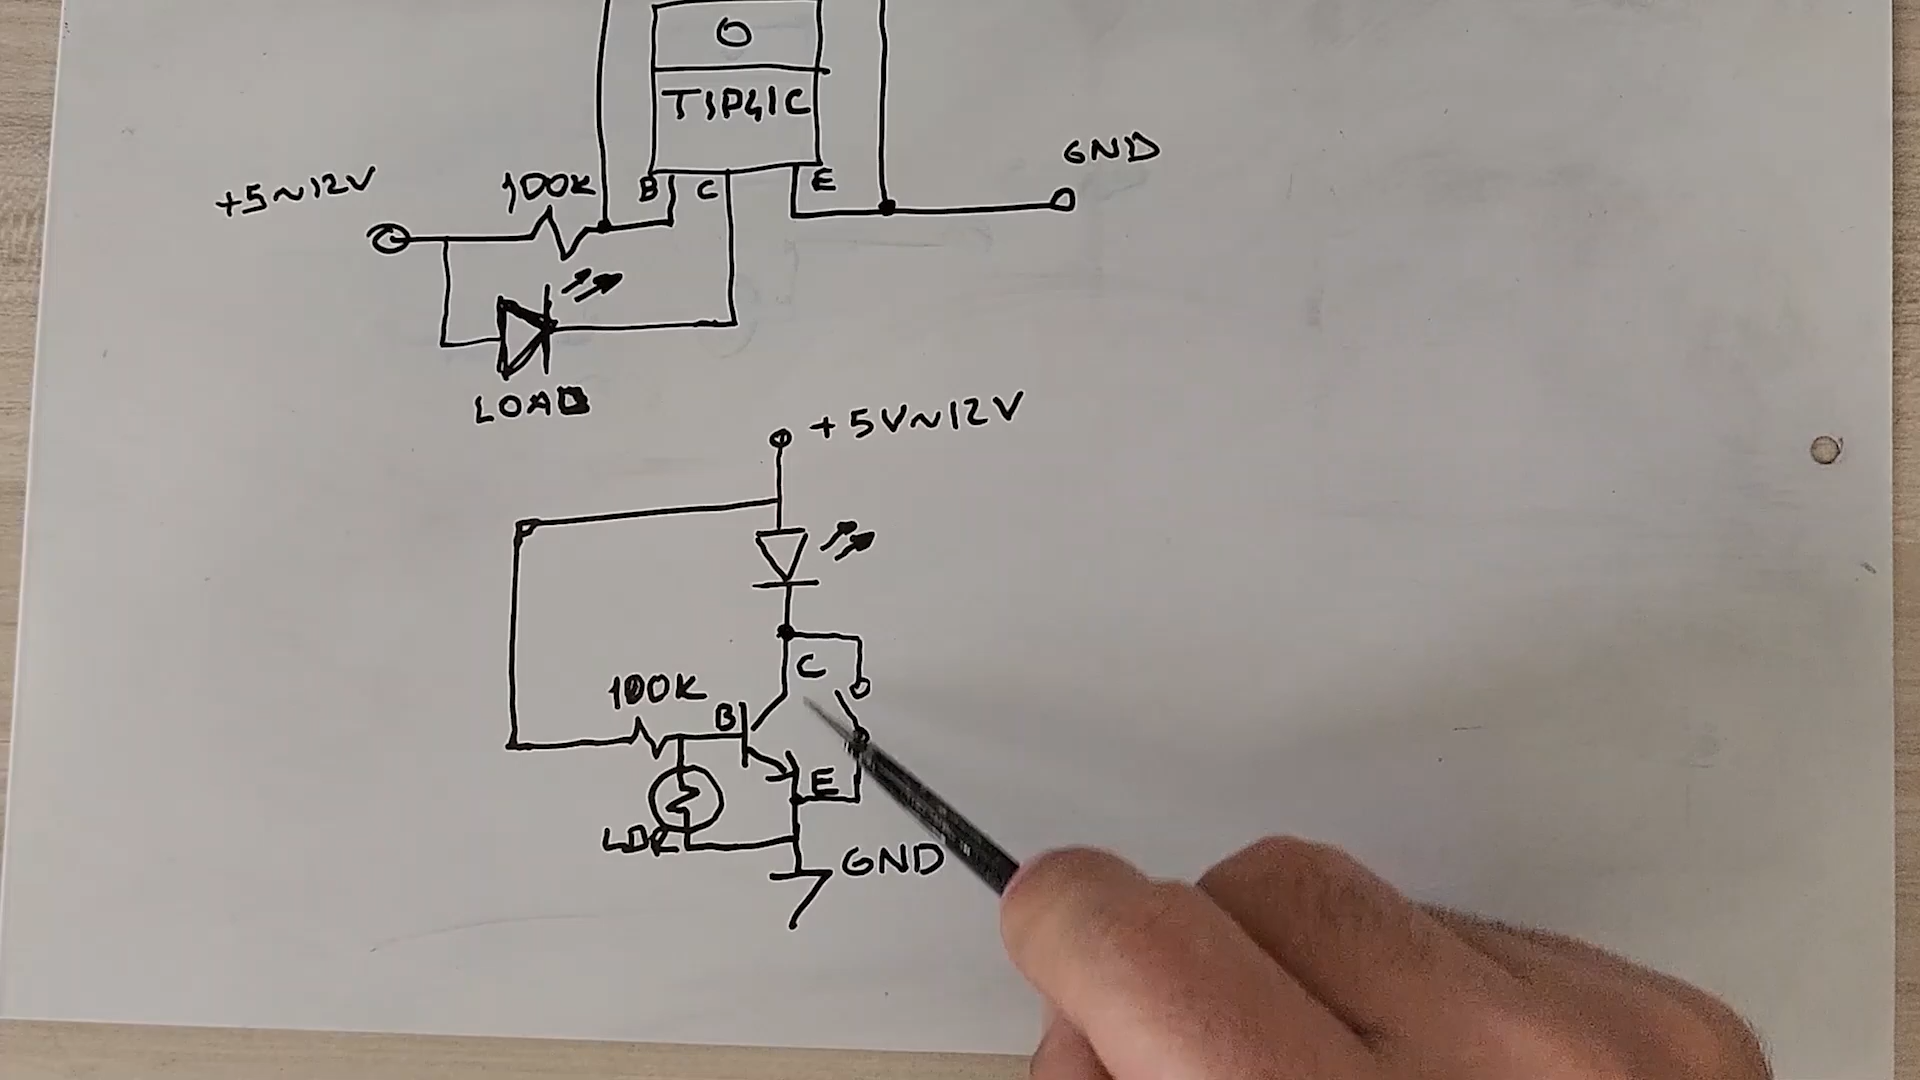 TIP41C
GND
+5~12V
100K
B
C
E
LOAD
+5V~12V
C
100K
B
E
LDR
GND